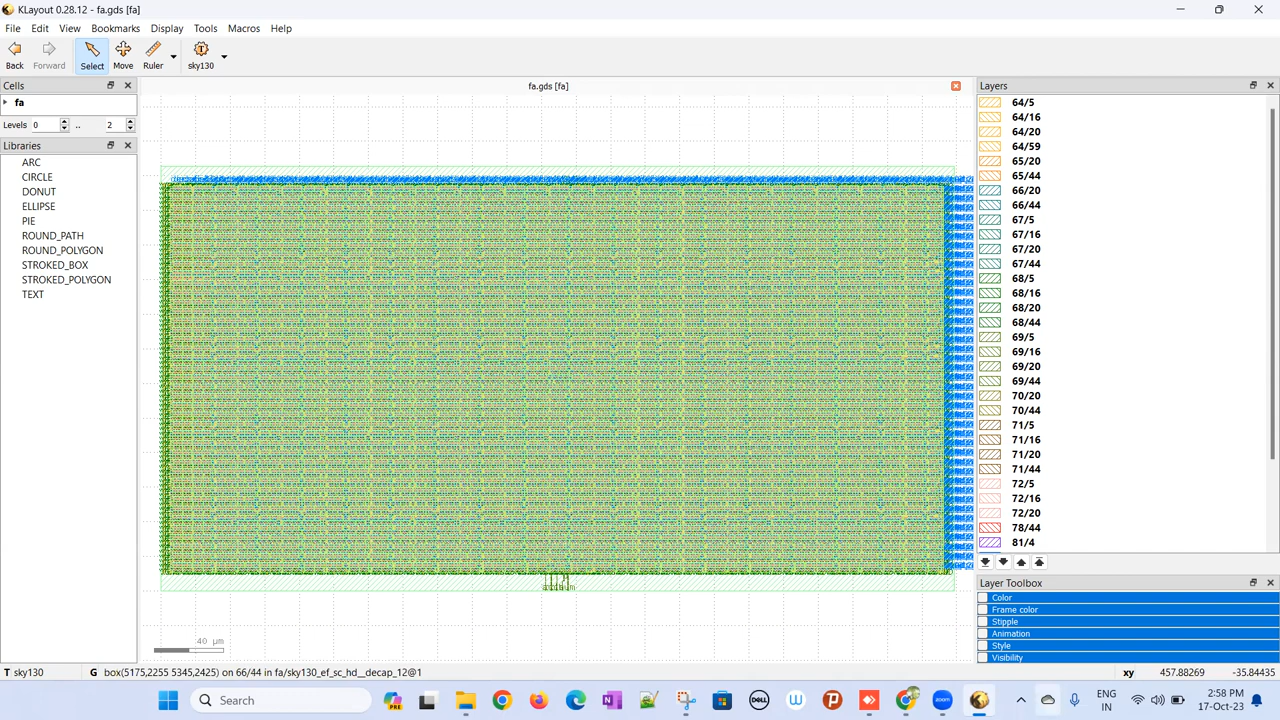 KLayout 0.28.12 - fa.gds [fa]
File Edit View Bookmarks Display Tools Macros Help
Back Forward Select Move Ruler sky130
Cells
fa
Levels 0 .. 2
Libraries
ARC
CIRCLE
DONUT
ELLIPSE
PIE
ROUND_PATH
ROUND_POLYGON
STROKED_BOX
STROKED_POLYGON
TEXT
fa.gds [fa]
40 µm
Layers
64/5
64/16
64/20
64/59
65/20
65/44
66/20
66/44
67/5
67/16
67/20
67/44
68/5
68/16
68/20
68/44
69/5
69/16
69/20
69/44
70/20
70/44
71/5
71/16
71/20
71/44
72/5
72/16
72/20
78/44
81/4
Layer Toolbox
Color
Frame color
Stipple
Animation
Style
Visibility
T sky130 G box(5175,2255 5345,2425) on 66/44 in fa/sky130_ef_sc_hd__decap_12@1 xy 457.88269 -35.84435
Search
PRE
DELL
zoom
ENG
IN
2:58 PM
17-Oct-23